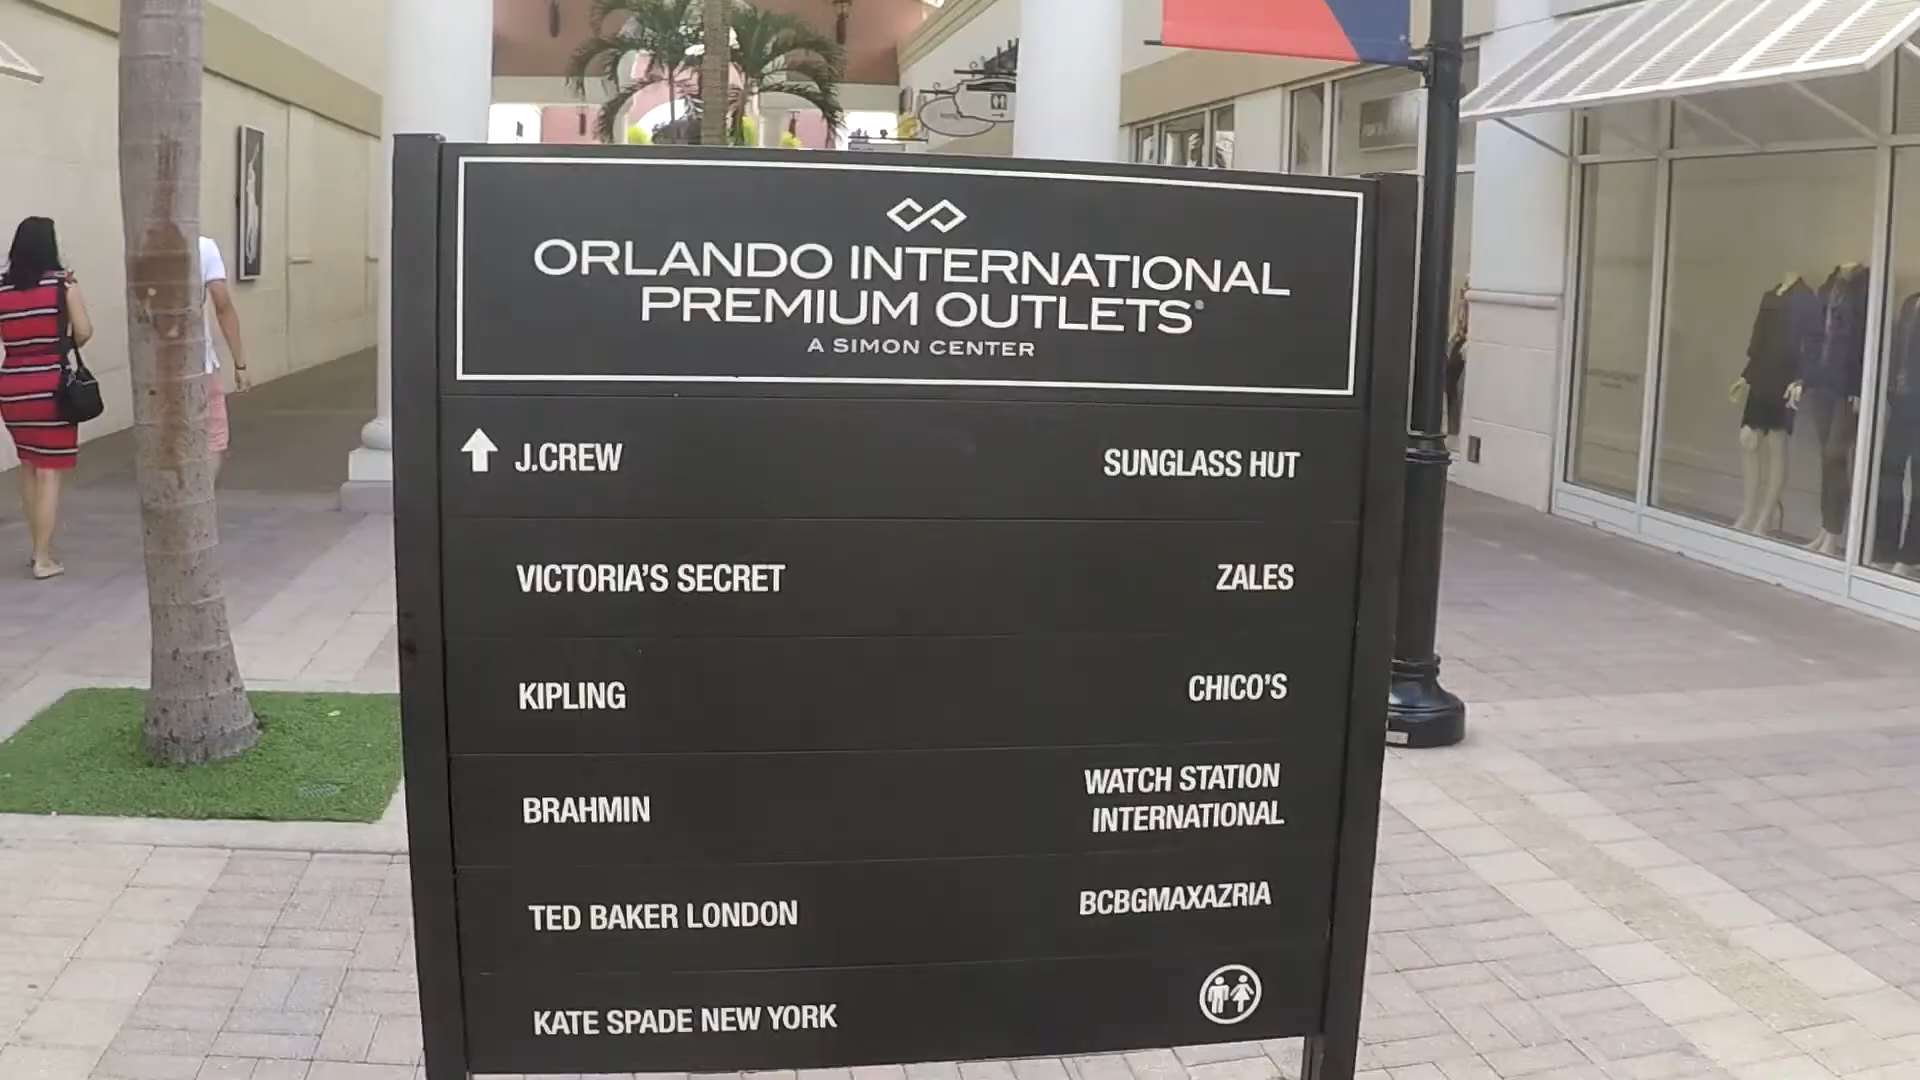 ORLANDO INTERNATIONAL
PREMIUM OUTLETS®
A SIMON CENTER
J.CREW
SUNGLASS HUT
VICTORIA'S SECRET
ZALES
KIPLING
CHICO'S
BRAHMIN
WATCH STATION
INTERNATIONAL
TED BAKER LONDON
BCBGMAXAZRIA
KATE SPADE NEW YORK